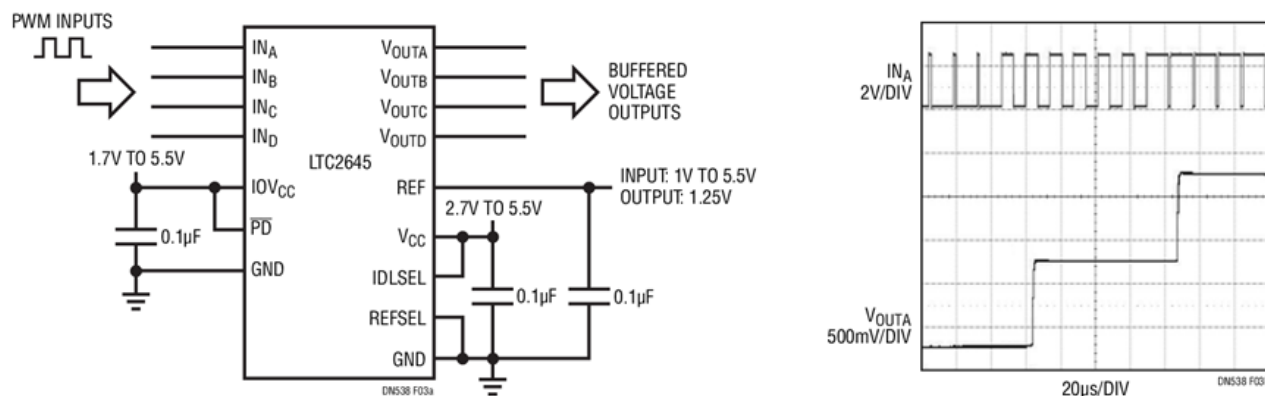 PWM INPUTS
IN_A
IN_B
IN_C
IN_D
1.7V TO 5.5V
IOV_CC
PD
0.1µF
GND
LTC2645
V_OUTA
V_OUTB
V_OUTC
V_OUTD
BUFFERED
VOLTAGE
OUTPUTS
REF
INPUT: 1V TO 5.5V
OUTPUT: 1.25V
2.7V TO 5.5V
V_CC
IDLSEL
0.1µF
0.1µF
REFSEL
GND
DN538 F03a
IN_A
2V/DIV
V_OUTA
500mV/DIV
20µs/DIV